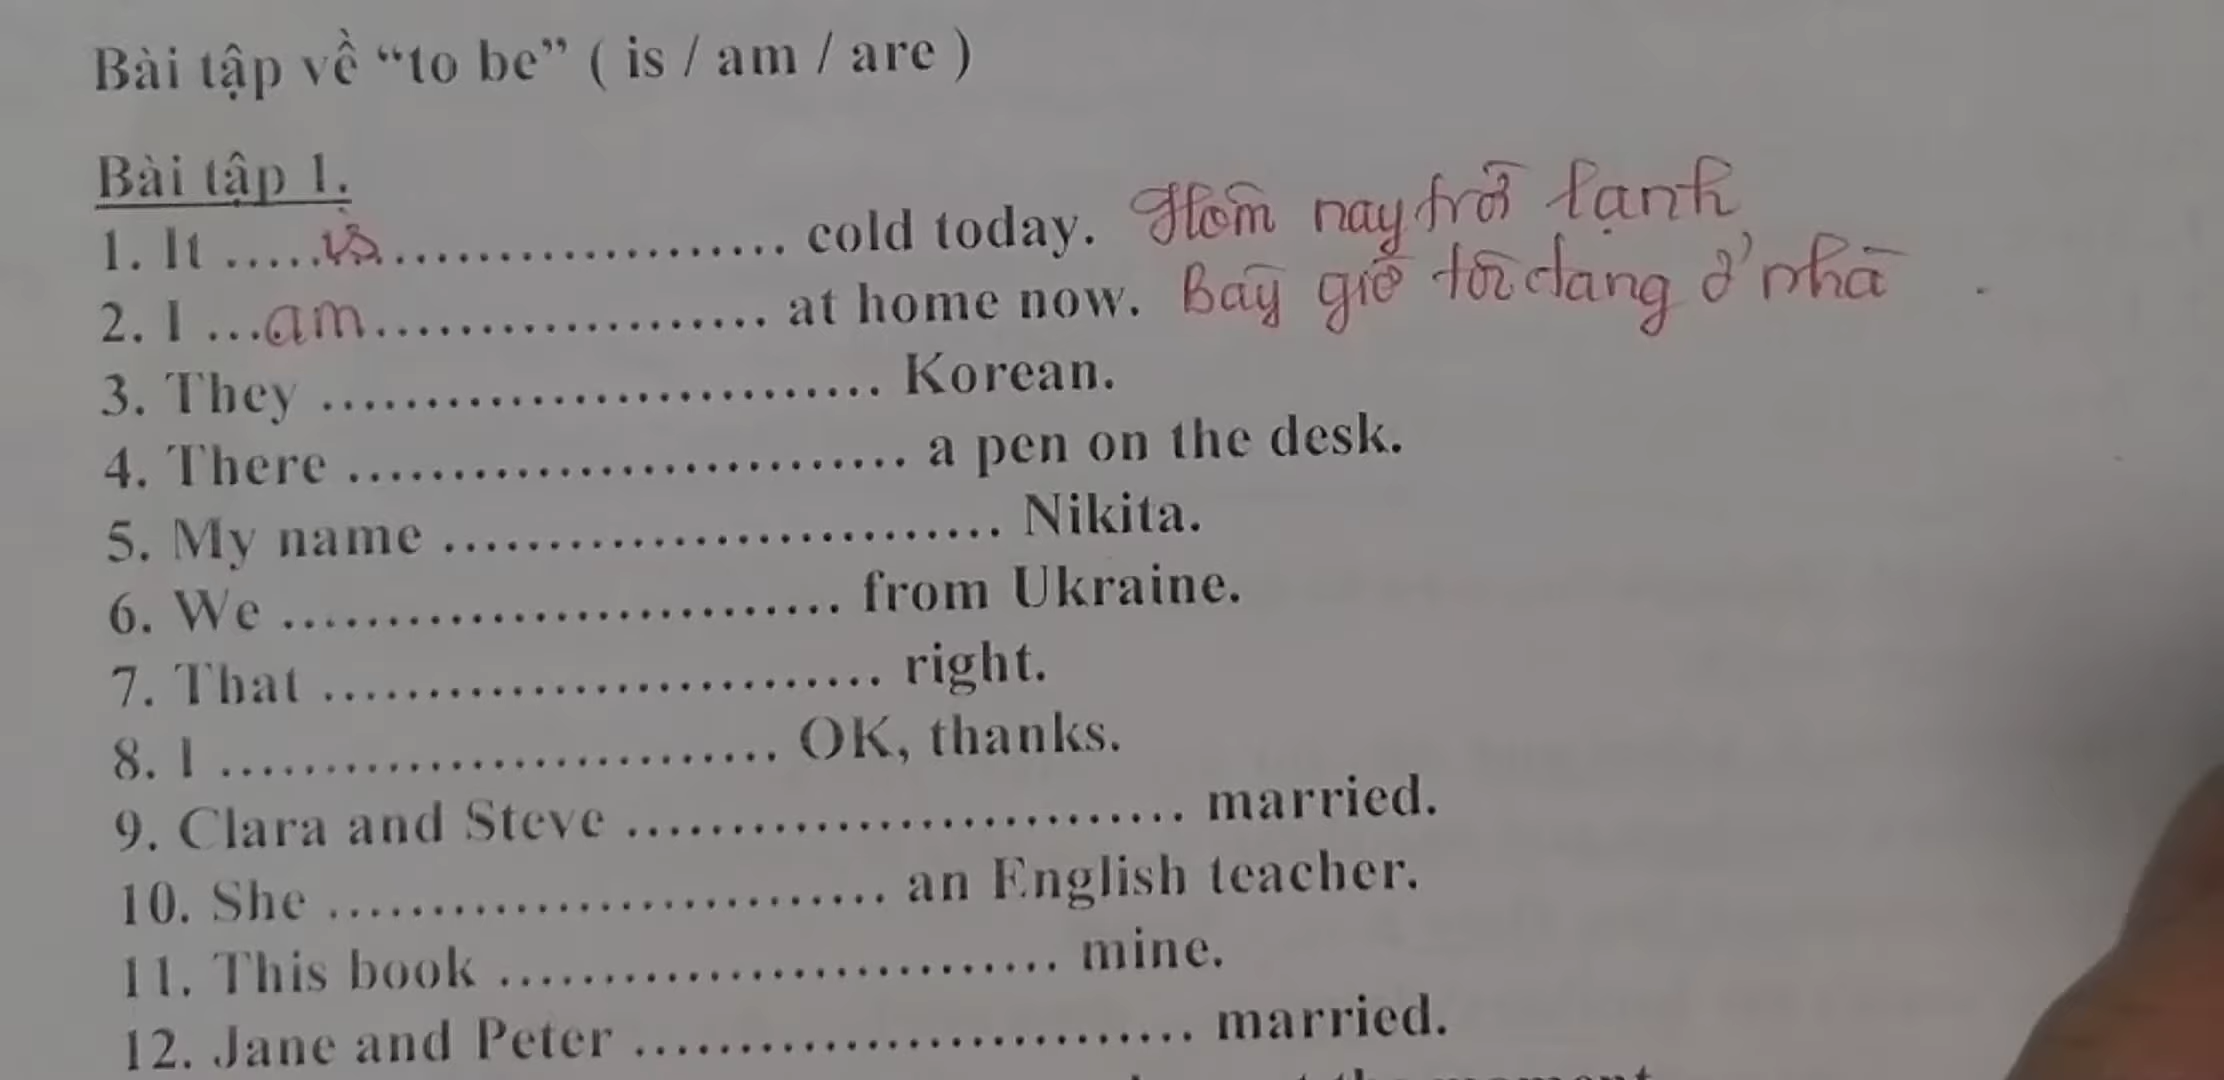 Bài tập về “to be” ( is / am / are )
Bài tập 1.
1. It .....is................... cold today. Hôm nay trời lạnh
2. I ...am................... at home now. Bây giờ tôi đang ở nhà
3. They ........................... Korean.
4. There ........................... a pen on the desk.
5. My name ........................... Nikita.
6. We ........................... from Ukraine.
7. That ........................... right.
8. I ........................... OK, thanks.
9. Clara and Steve ........................... married.
10. She ........................... an English teacher.
11. This book ........................... mine.
12. Jane and Peter ........................... married.
the moment